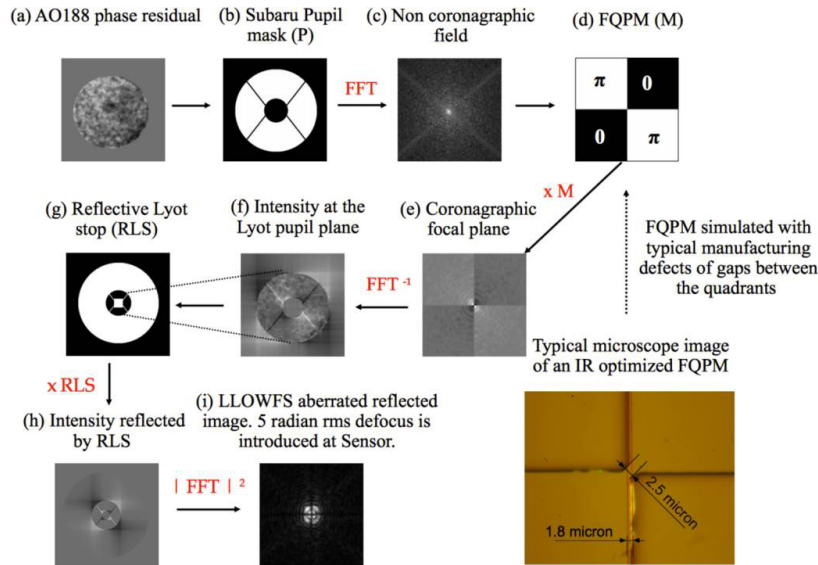 (a) AO188 phase residual
(b) Subaru Pupil
mask (P)
(c) Non coronagraphic
field
(d) FQPM (M)
FFT
π
0
0
π
x M
(g) Reflective Lyot
stop (RLS)
(f) Intensity at the
Lyot pupil plane
(e) Coronagraphic
focal plane
FQPM simulated with
typical manufacturing
defects of gaps between
the quadrants
FFT ⁻¹
Typical microscope image
of an IR optimized FQPM
x RLS
(h) Intensity reflected
by RLS
(i) LLOWFS aberrated reflected
image. 5 radian rms defocus is
introduced at Sensor.
| FFT | ²
2.5 micron
1.8 micron